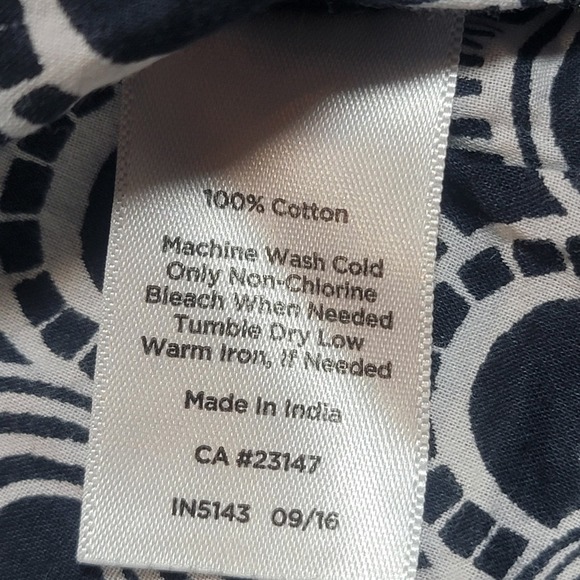 100% Cotton
Machine Wash Cold
Only Non-Chlorine
Bleach When Needed
Tumble Dry Low
Warm Iron, if Needed
Made In India
CA #23147
IN5143 09/16